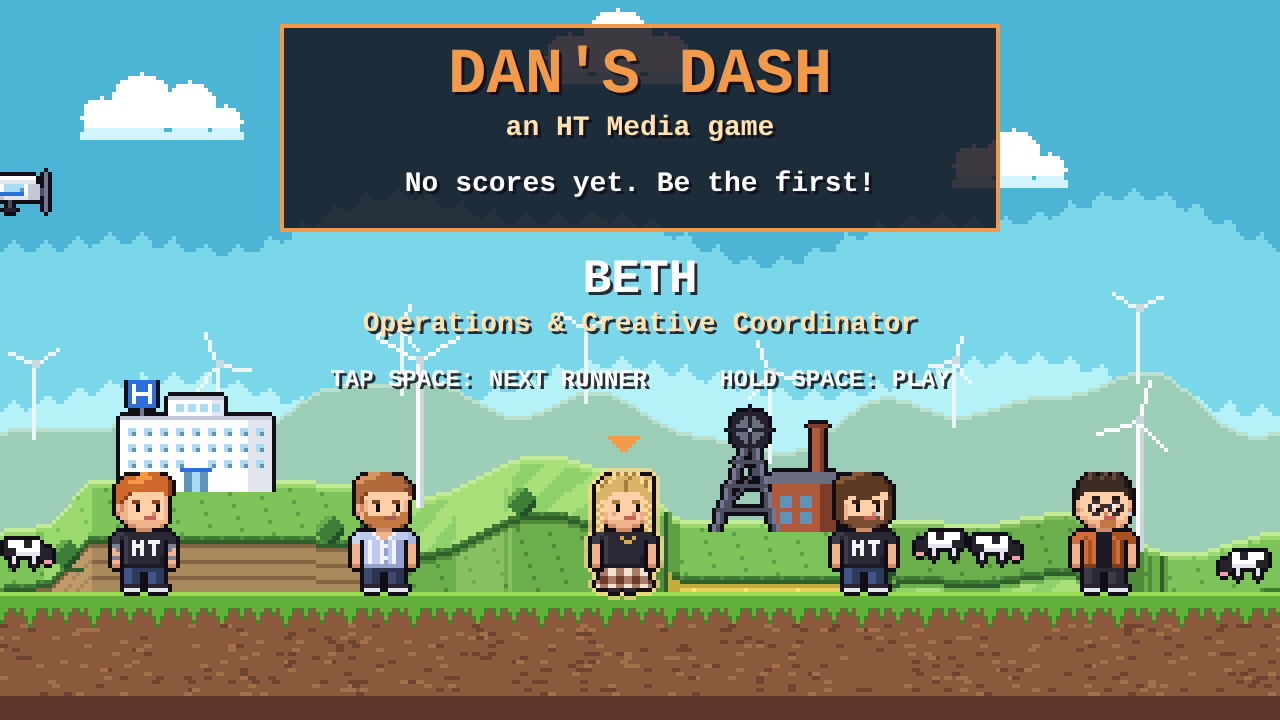 DAN'S DASH
an HT Media game
No scores yet. Be the first!
BETH
Operations & Creative Coordinator
TAP SPACE: NEXT RUNNER HOLD SPACE: PLAY
H
HT
HT